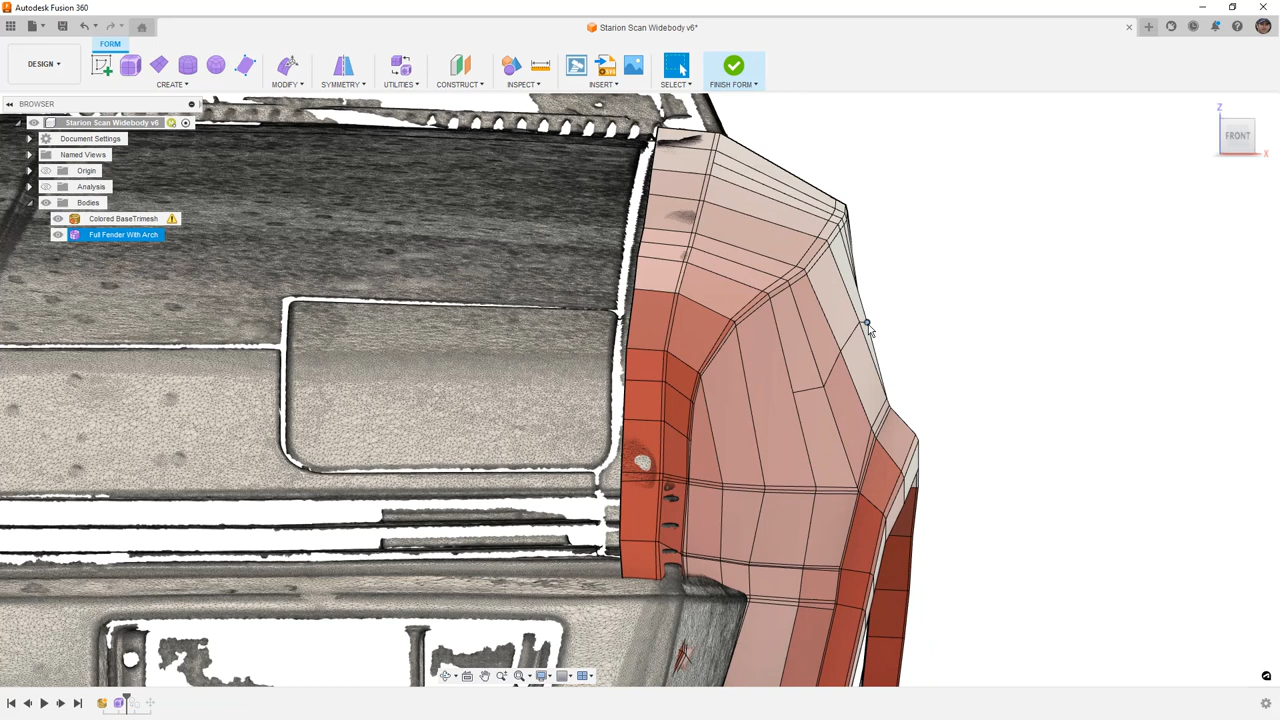 Autodesk Fusion 360
Starion Scan Widebody v6*
FORM
DESIGN
CREATE
MODIFY
SYMMETRY
UTILITIES
CONSTRUCT
INSPECT
INSERT
SELECT
FINISH FORM
BROWSER
Starion Scan Widebody v6
Document Settings
Named Views
Origin
Analysis
Bodies
Colored BaseTrimesh
Full Fender With Arch
Z
FRONT
X